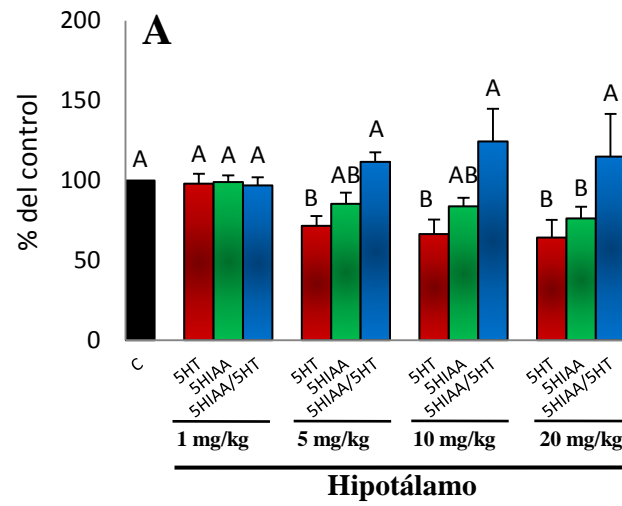 A
% del control
200
150
100
50
0
A
A A A
B AB A
B AB A
B B A
C 5HT 5HIAA 5HIAA/5HT 5HT 5HIAA 5HIAA/5HT 5HT 5HIAA 5HIAA/5HT 5HT 5HIAA 5HIAA/5HT
1 mg/kg 5 mg/kg 10 mg/kg 20 mg/kg
Hipotálamo